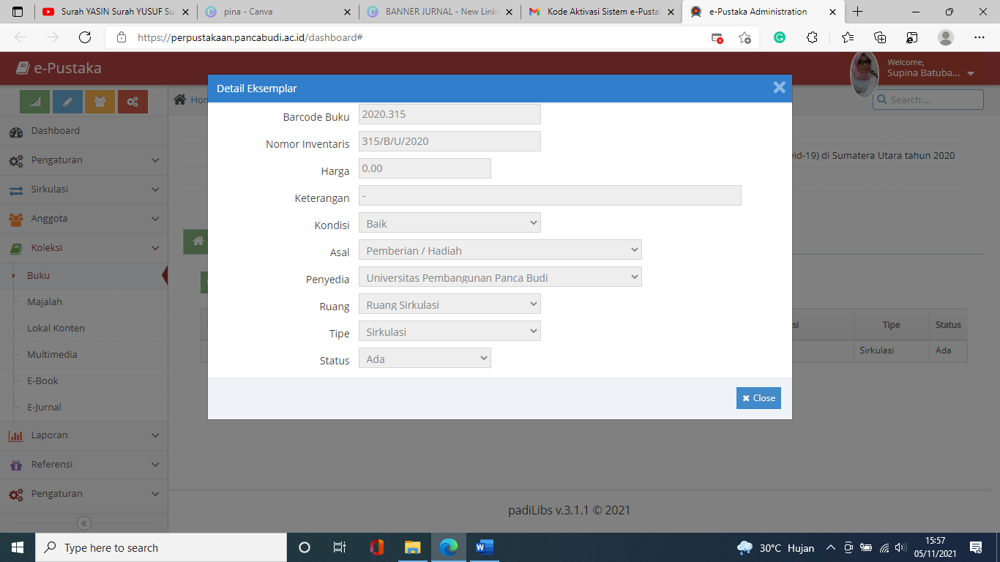 Surah YASIN Surah YUSUF Su
pina - Canva
BANNER JURNAL - New Linke
Kode Aktivasi Sistem e-Pustak
e-Pustaka Administration
https://perpustakaan.pancabudi.ac.id/dashboard#
e-Pustaka
Welcome,
Supina Batuba...
Detail Eksemplar
Hom
Search ...
Dashboard
Pengaturan
Sirkulasi
Anggota
Koleksi
Buku
Majalah
Lokal Konten
Multimedia
E-Book
E-Jurnal
Laporan
Referensi
Pengaturan
Barcode Buku 2020.315
Nomor Inventaris 315/B/U/2020
Harga 0.00
Keterangan -
Kondisi Baik
Asal Pemberian / Hadiah
Penyedia Universitas Pembangunan Panca Budi
Ruang Ruang Sirkulasi
Tipe Sirkulasi
Status Ada
Close
vid-19) di Sumatera Utara tahun 2020
si Tipe Status
Sirkulasi Ada
padiLibs v.3.1.1 © 2021
Type here to search
30°C Hujan
15:57
05/11/2021